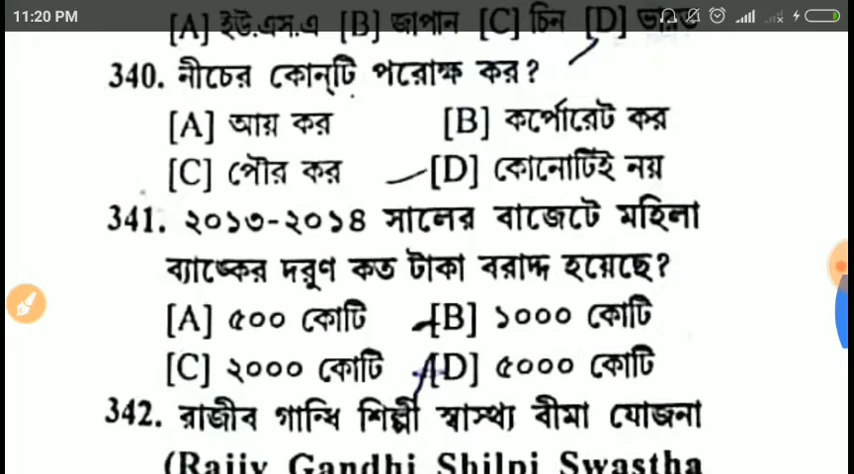 11:20 PM
[A] ইউ.এস.এ [B] জাপান [C] চিন [D] ভারত
340. নীচের কোন্‌টি পরোক্ষ কর?
[A] আয় কর [B] কর্পোরেট কর
[C] পৌর কর [D] কোনোটিই নয়
341. ২০১৩-২০১৪ সালের বাজেটে মহিলা
ব্যাঙ্কের দরুণ কত টাকা বরাদ্দ হয়েছে?
[A] ৫০০ কোটি [B] ১০০০ কোটি
[C] ২০০০ কোটি [D] ৫০০০ কোটি
342. রাজীব গান্ধি শিল্পী স্বাস্থ্য বীমা যোজনা
(Rajiv Gandhi Shilpi Swastha